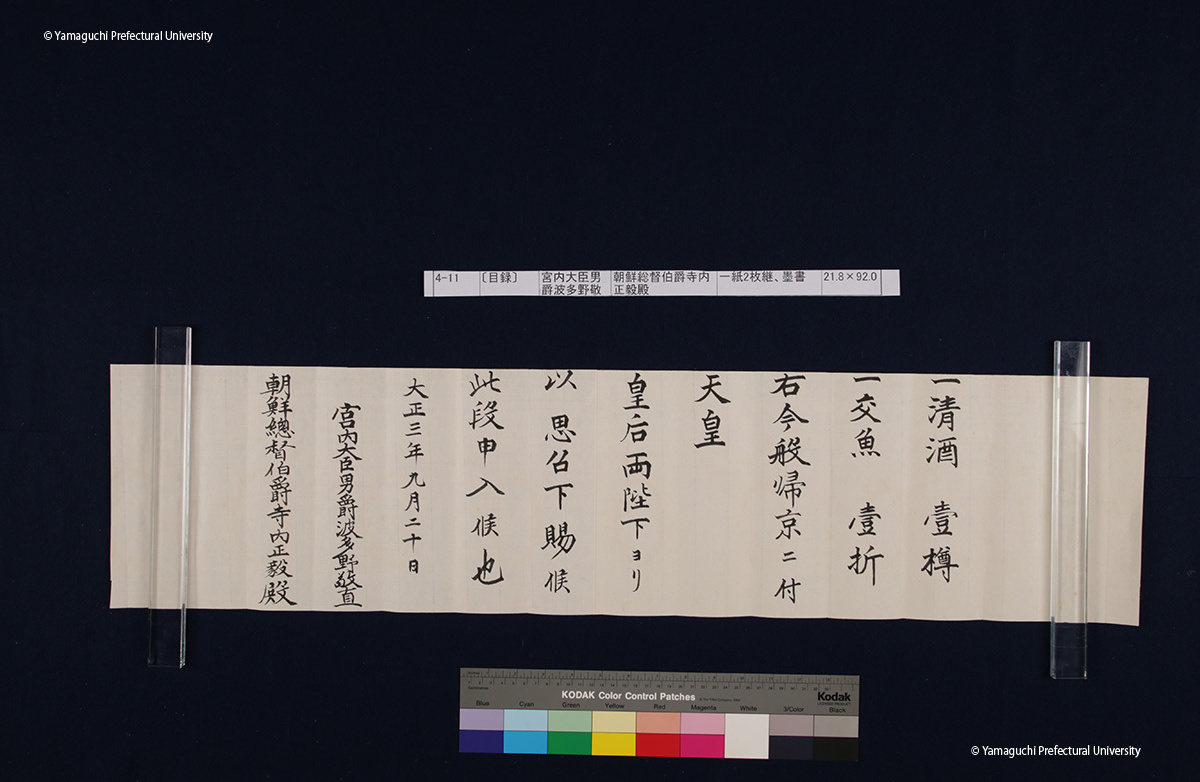 © Yamaguchi Prefectural University
4-11 〔目録〕 宮内大臣男爵波多野敬 朝鮮総督伯爵寺内正毅殿 一紙2枚継、墨書 21.8×92.0
一清酒 壹樽
一交魚 壹折
右今般帰京ニ付
天皇
皇后両陛下ヨリ
以 思召下賜候
此段申入候也
大正三年九月二十日
宮内大臣男爵波多野敬直
朝鮮總督伯爵寺内正毅殿
KODAK Color Control Patches
Kodak
LICENSED PRODUCT
Blue Cyan Green Yellow Red Magenta White 3/Color Black
© Yamaguchi Prefectural University